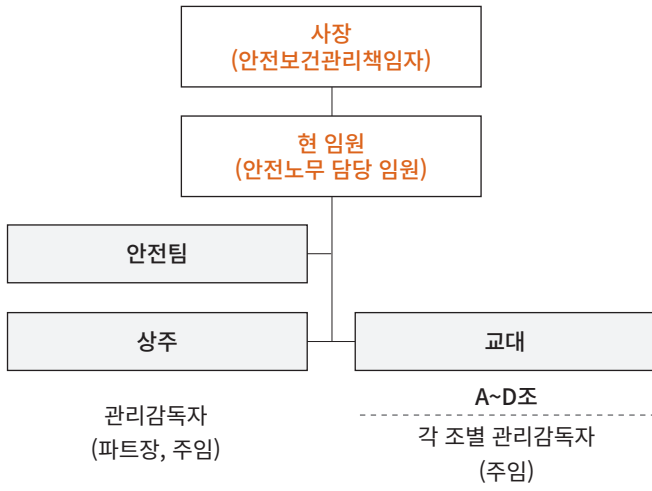 사장
(안전보건관리책임자)
현 임원
(안전노무 담당 임원)
안전팀
상주
교대
관리감독자
(파트장, 주임)
A~D조
각 조별 관리감독자
(주임)